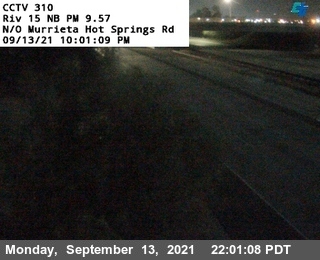 CCTV 310
Riv 15 NB PM 9.57
N/O Murrieta Hot Springs Rd
09/13/21 10:01:09 PM
Monday, September 13, 2021 22:01:08 PDT